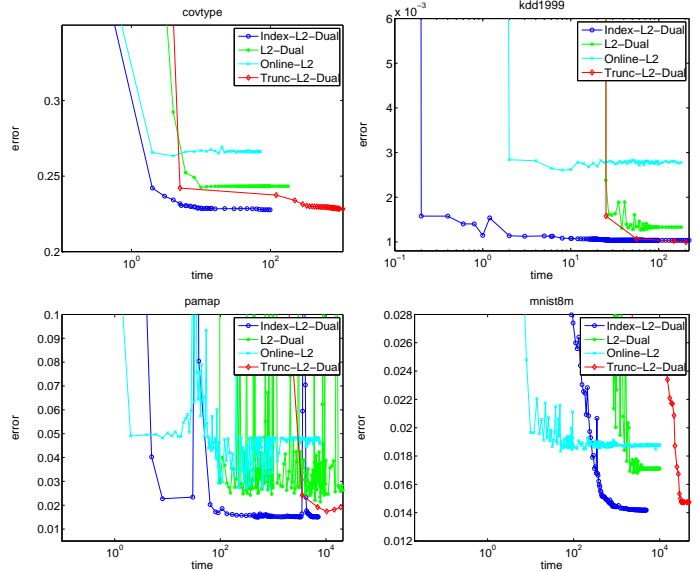 covtype
Index-L2-Dual
L2-Dual
Online-L2
Trunc-L2-Dual
error
0.3
0.25
0.2
10^0
10^2
time
x 10^-3
kdd1999
Index-L2-Dual
L2-Dual
Online-L2
Trunc-L2-Dual
error
6
5
4
3
2
1
10^-1
10^0
10^1
10^2
time
pamap
Index-L2-Dual
L2-Dual
Online-L2
Trunc-L2-Dual
error
0.1
0.09
0.08
0.07
0.06
0.05
0.04
0.03
0.02
0.01
10^0
10^2
10^4
time
mnist8m
Index-L2-Dual
L2-Dual
Online-L2
Trunc-L2-Dual
error
0.028
0.026
0.024
0.022
0.02
0.018
0.016
0.014
0.012
10^0
10^2
10^4
time